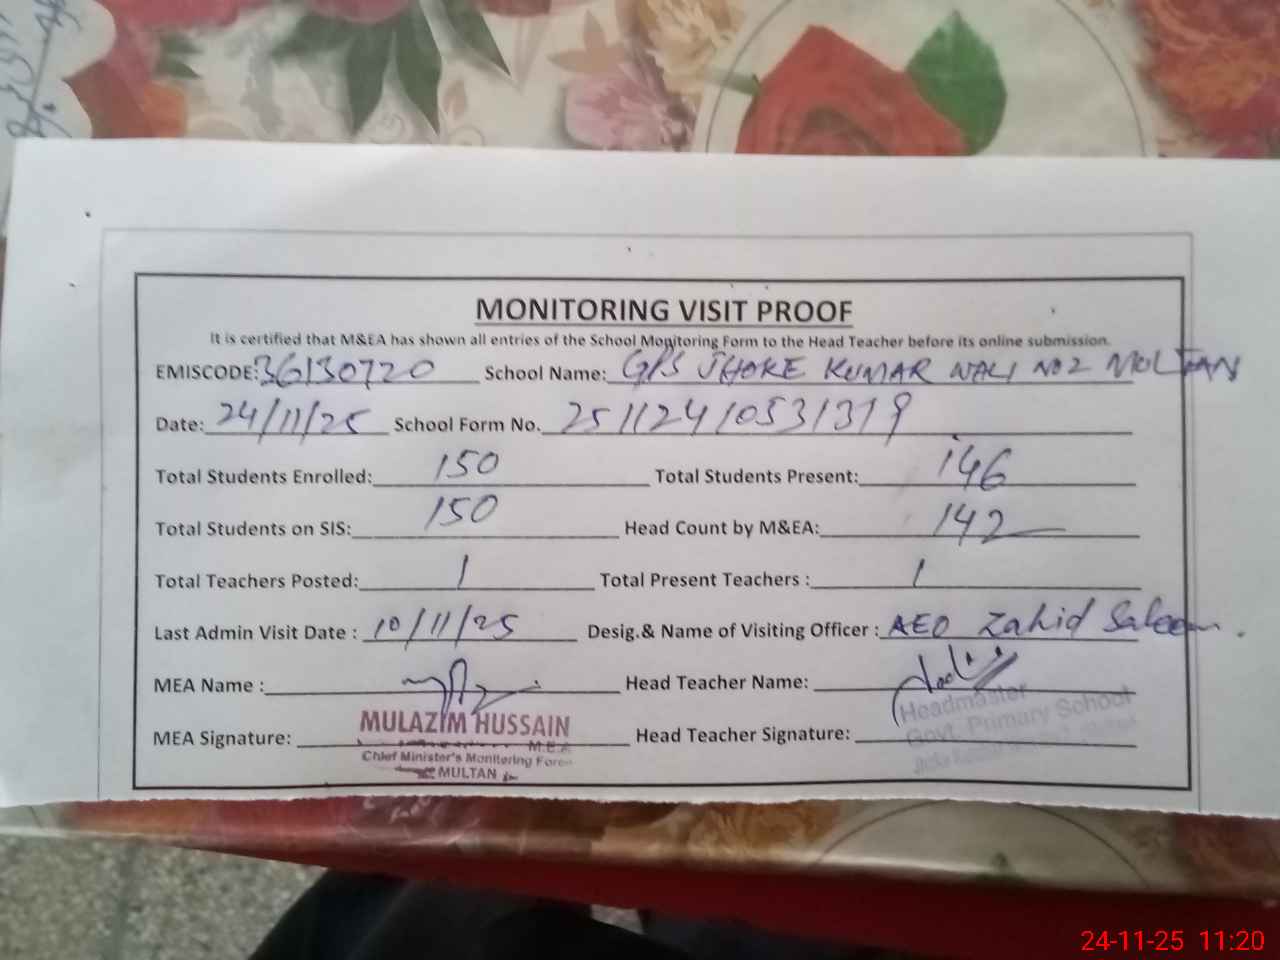 MONITORING VISIT PROOF
It is certified that M&EA has shown all entries of the School Monitoring Form to the Head Teacher before its online submission.
EMISCODE: 36130720 School Name: GPS JHOKE KUMAR WALI NO2 MULTAN
Date: 24/11/25 School Form No. 25112410531319
Total Students Enrolled: 150 Total Students Present: 146
Total Students on SIS: 150 Head Count by M&EA: 142
Total Teachers Posted: 1 Total Present Teachers : 1
Last Admin Visit Date : 10/11/25 Desig.& Name of Visiting Officer : AEO Zahid Saleem.
MEA Name : Head Teacher Name:
MEA Signature: Head Teacher Signature:
MULAZIM HUSSAIN
M.E.A
Chief Minister's Monitoring Force
MULTAN
Headmaster
Govt. Primary School
24-11-25 11:20